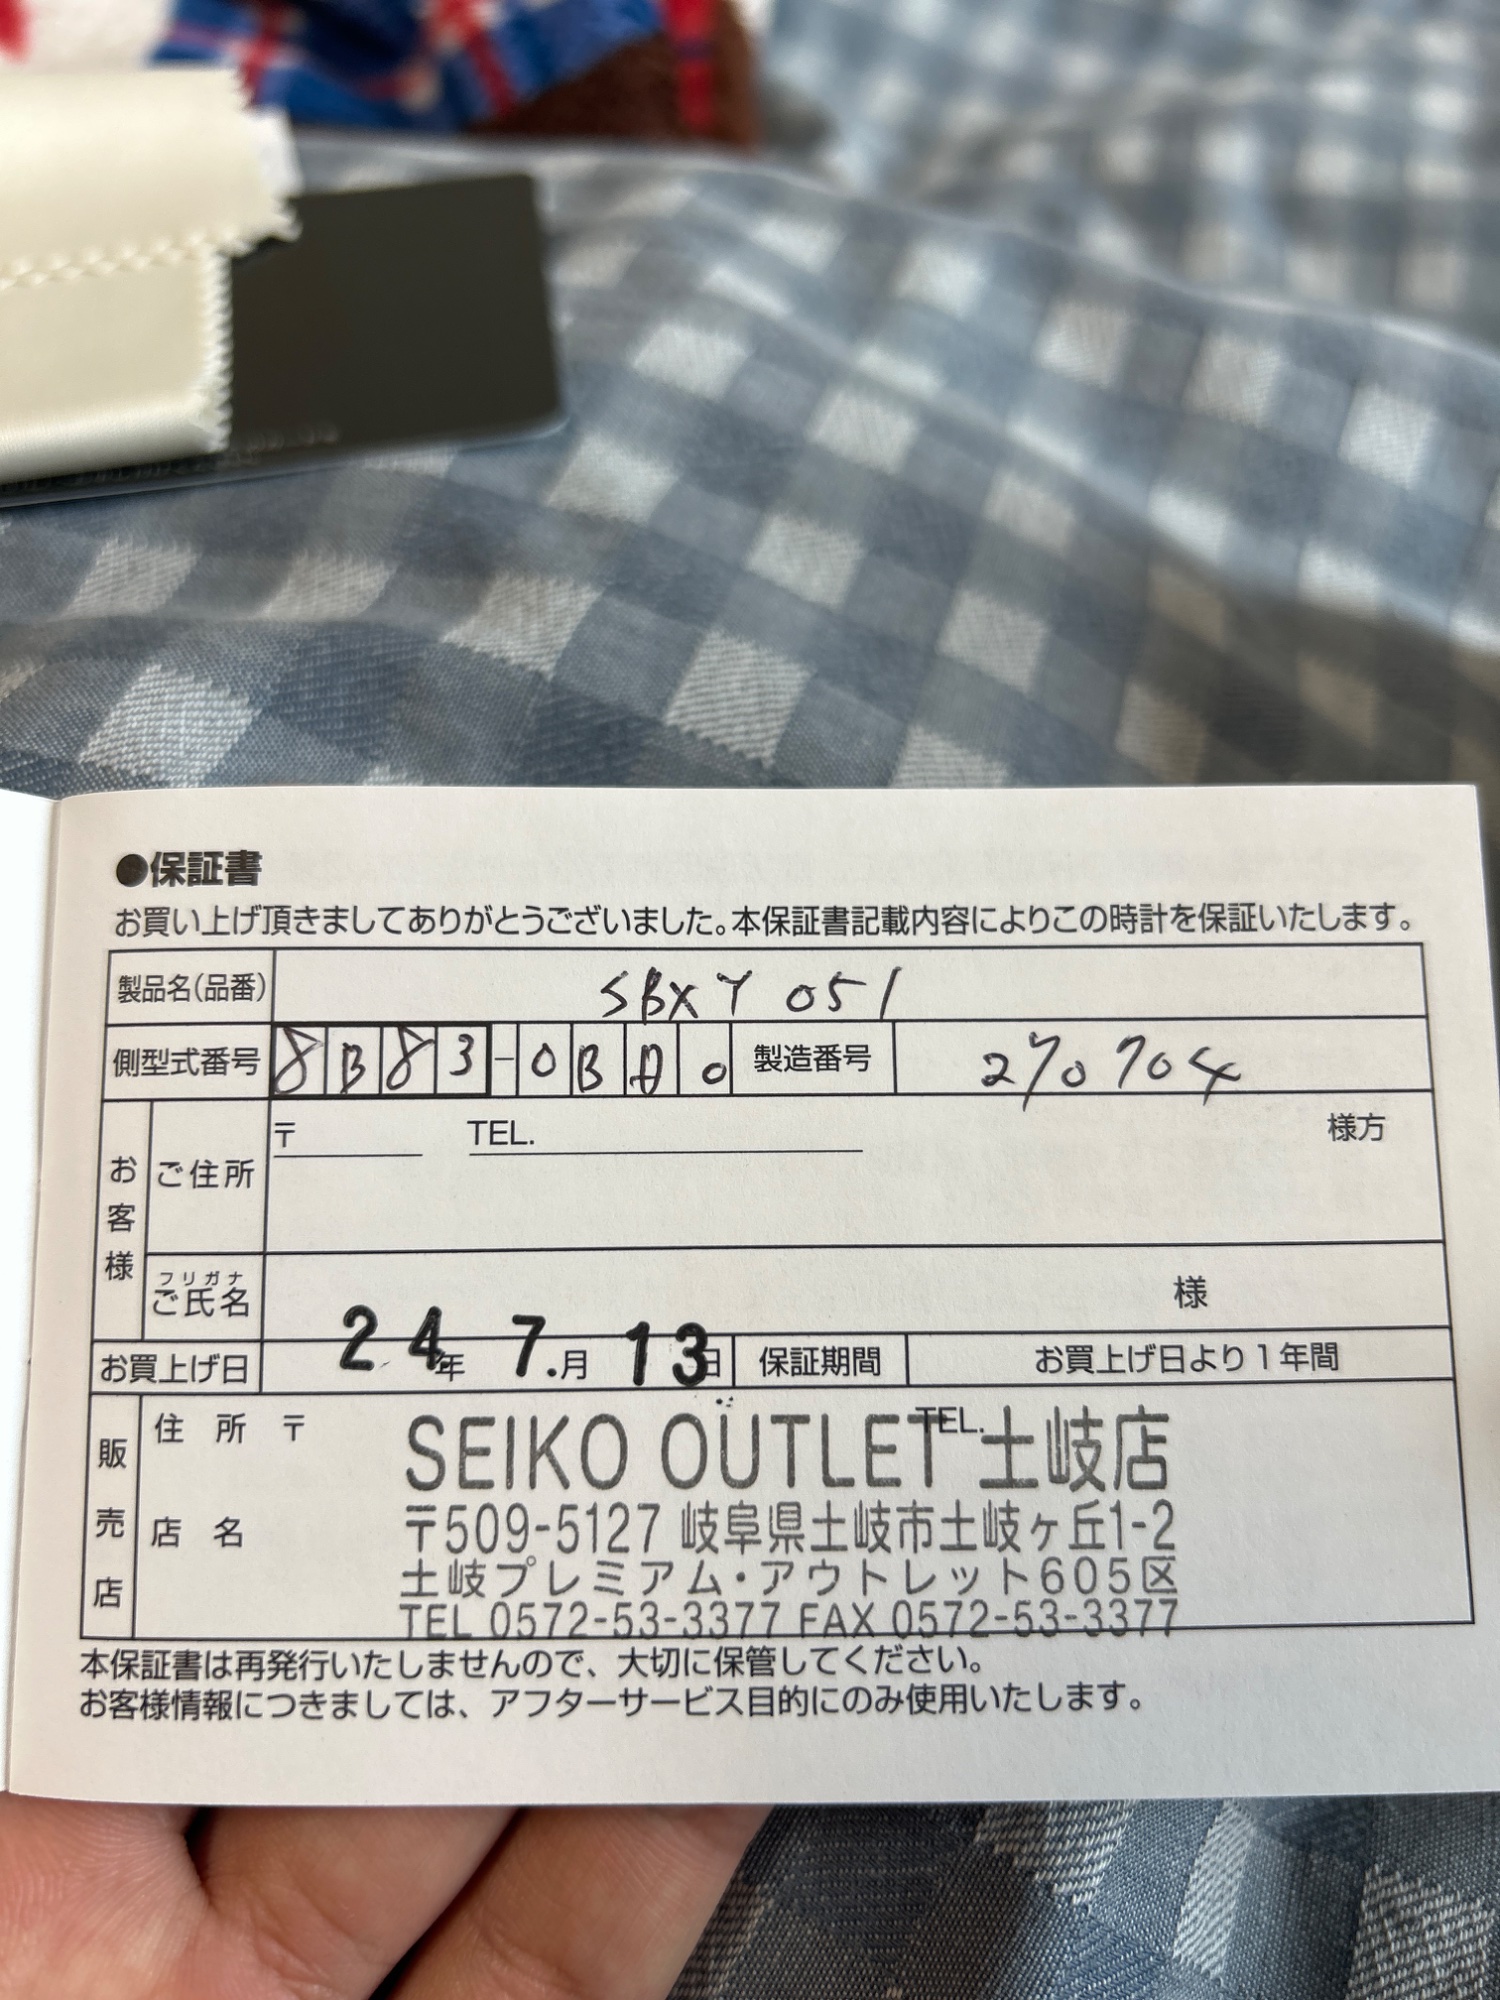 ●保証書
お買い上げ頂きましてありがとうございました。本保証書記載内容によりこの時計を保証いたします。
製品名(品番) SBXY 051
側型式番号 8B83-0BA0 製造番号 270704
お客様
ご住所 〒 TEL. 様方
フリガナ
ご氏名 様
お買上げ日 24年 7.月 13日 保証期間 お買上げ日より1年間
販売店
住所 〒 TEL.
SEIKO OUTLET 土岐店
店名
〒509-5127 岐阜県土岐市土岐ヶ丘1-2
土岐プレミアム・アウトレット605区
TEL 0572-53-3377 FAX 0572-53-3377
本保証書は再発行いたしませんので、大切に保管してください。
お客様情報につきましては、アフターサービス目的にのみ使用いたします。